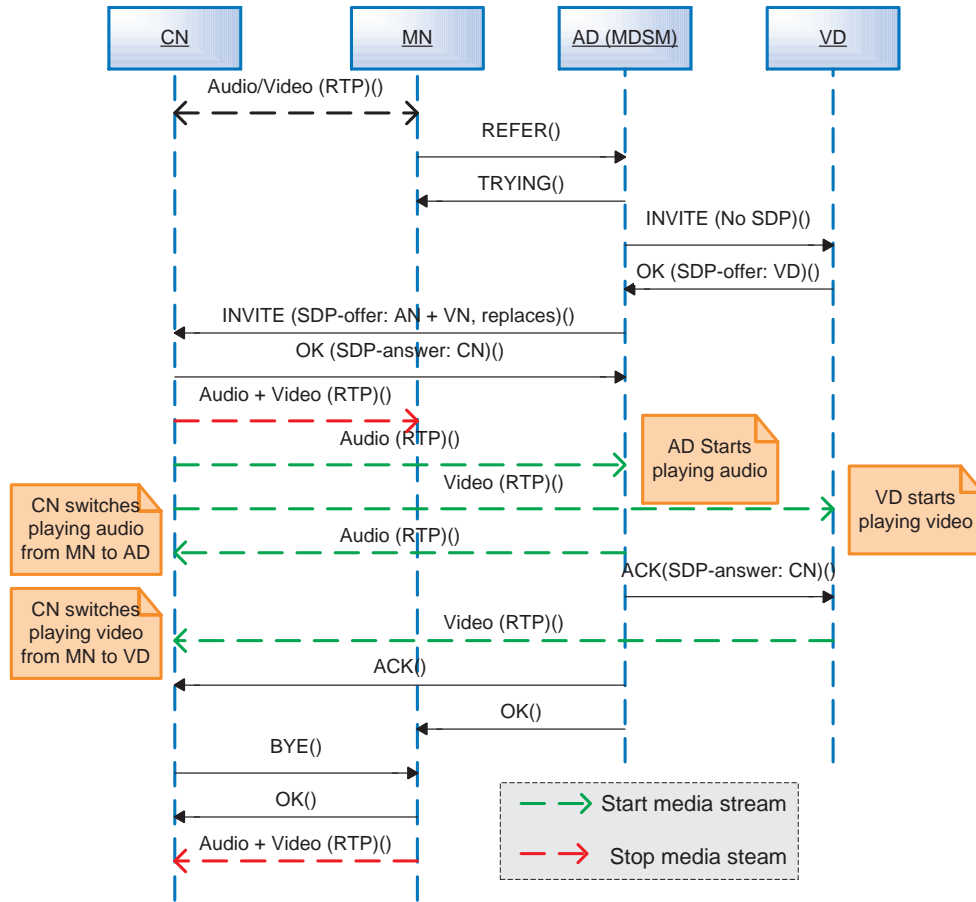 CN
MN
AD (MDSM)
VD
Audio/Video (RTP)()
REFER()
TRYING()
INVITE (No SDP)()
OK (SDP-offer: VD)()
INVITE (SDP-offer: AN + VN, replaces)()
OK (SDP-answer: CN)()
Audio + Video (RTP)()
Audio (RTP)()
AD Starts
playing audio
Video (RTP)()
VD starts
playing video
CN switches
playing audio
from MN to AD
Audio (RTP)()
ACK(SDP-answer: CN)()
CN switches
playing video
from MN to VD
Video (RTP)()
ACK()
OK()
BYE()
OK()
Start media stream
Audio + Video (RTP)()
Stop media stream